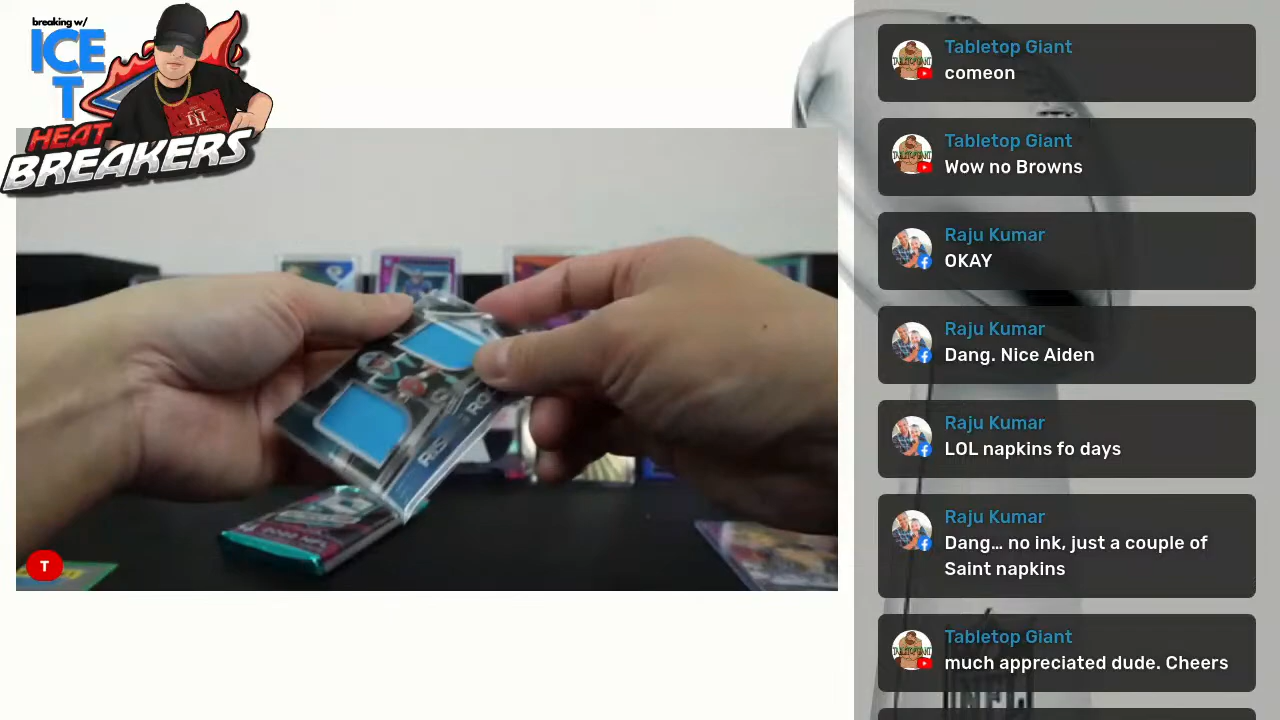 breaking w/
ICE
T
HEAT
BREAKERS
T
Tabletop Giant
comeon
Tabletop Giant
Wow no Browns
Raju Kumar
OKAY
Raju Kumar
Dang. Nice Aiden
Raju Kumar
LOL napkins fo days
Raju Kumar
Dang... no ink, just a couple of
Saint napkins
Tabletop Giant
much appreciated dude. Cheers
NFL